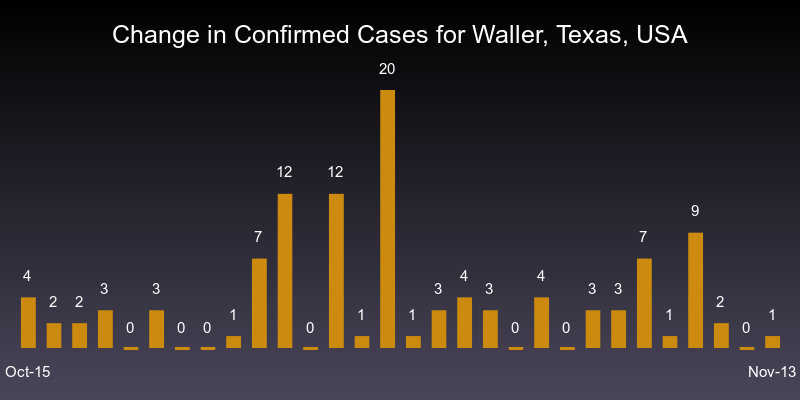 Change in Confirmed Cases for Waller, Texas, USA
20
12 12
9
7 7
4 4 4
3 3 3 3 3 3
2 2 2
1 1 1 1 1
0 0 0 0 0 0 0
Oct-15 Nov-13